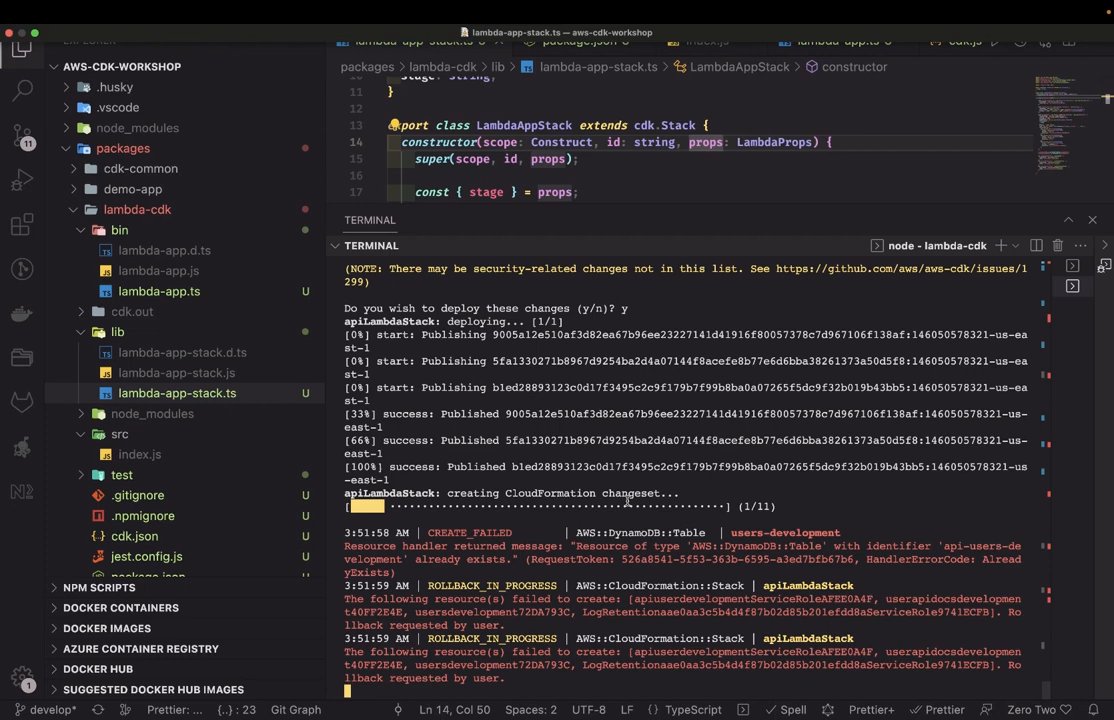 lambda-app-stack.ts — aws-cdk-workshop
AWS-CDK-WORKSHOP
.husky
.vscode
node_modules
packages
cdk-common
demo-app
lambda-cdk
bin
lambda-app.d.ts
lambda-app.js
lambda-app.ts U
cdk.out
lib
lambda-app-stack.d.ts
lambda-app-stack.js
lambda-app-stack.ts U
node_modules
src
index.js
test
.gitignore U
.npmignore U
cdk.json U
jest.config.js U
NPM SCRIPTS
DOCKER CONTAINERS
DOCKER IMAGES
AZURE CONTAINER REGISTRY
DOCKER HUB
SUGGESTED DOCKER HUB IMAGES
11
1
packages > lambda-cdk > lib > lambda-app-stack.ts > LambdaAppStack > constructor
11 }
12
13 export class LambdaAppStack extends cdk.Stack {
14 constructor(scope: Construct, id: string, props: LambdaProps) {
15 super(scope, id, props);
16
17 const { stage } = props;
TERMINAL
TERMINAL node - lambda-cdk
(NOTE: There may be security-related changes not in this list. See https://github.com/aws/aws-cdk/issues/1
299)
Do you wish to deploy these changes (y/n)? y
apiLambdaStack: deploying... [1/1]
[0%] start: Publishing 9005a12e510af3d82ea67b96ee23227141d41916f80057378c7d967106f138af:146050578321-us-ea
st-1
[0%] start: Publishing 5fa1330271b8967d9254ba2d4a07144f8acefe8b77e6d6bba38261373a50d5f8:146050578321-us-ea
st-1
[0%] start: Publishing b1ed28893123c0d17f3495c2c9f179b7f99b8ba0a07265f5dc9f32b019b43bb5:146050578321-us-ea
st-1
[33%] success: Published 9005a12e510af3d82ea67b96ee23227141d41916f80057378c7d967106f138af:146050578321-us-
east-1
[66%] success: Published 5fa1330271b8967d9254ba2d4a07144f8acefe8b77e6d6bba38261373a50d5f8:146050578321-us-
east-1
[100%] success: Published b1ed28893123c0d17f3495c2c9f179b7f99b8ba0a07265f5dc9f32b019b43bb5:146050578321-us
-east-1
apiLambdaStack: creating CloudFormation changeset...
(1/11)
3:51:58 AM | CREATE_FAILED | AWS::DynamoDB::Table | users-development
Resource handler returned message: "Resource of type 'AWS::DynamoDB::Table' with identifier 'api-users-de
velopment' already exists." (RequestToken: 526a8541-5f53-363b-6595-a3ed7bfb67b6, HandlerErrorCode: Alread
yExists)
3:51:59 AM | ROLLBACK_IN_PROGRESS | AWS::CloudFormation::Stack | apiLambdaStack
The following resource(s) failed to create: [apiuserdevelopmentServiceRoleAFEE0A4F, userapidocsdevelopmen
t40FF2E4E, usersdevelopment72DA793C, LogRetentionaae0aa3c5b4d4f87b02d85b201efdd8aServiceRole9741ECFB]. Ro
llback requested by user.
3:51:59 AM | ROLLBACK_IN_PROGRESS | AWS::CloudFormation::Stack | apiLambdaStack
The following resource(s) failed to create: [apiuserdevelopmentServiceRoleAFEE0A4F, userapidocsdevelopmen
t40FF2E4E, usersdevelopment72DA793C, LogRetentionaae0aa3c5b4d4f87b02d85b201efdd8aServiceRole9741ECFB]. Ro
llback requested by user.
develop* Prettier: ... {..} : 23 Git Graph Ln 14, Col 50 Spaces: 2 UTF-8 LF TypeScript Spell Prettier+ Prettier Zero Two